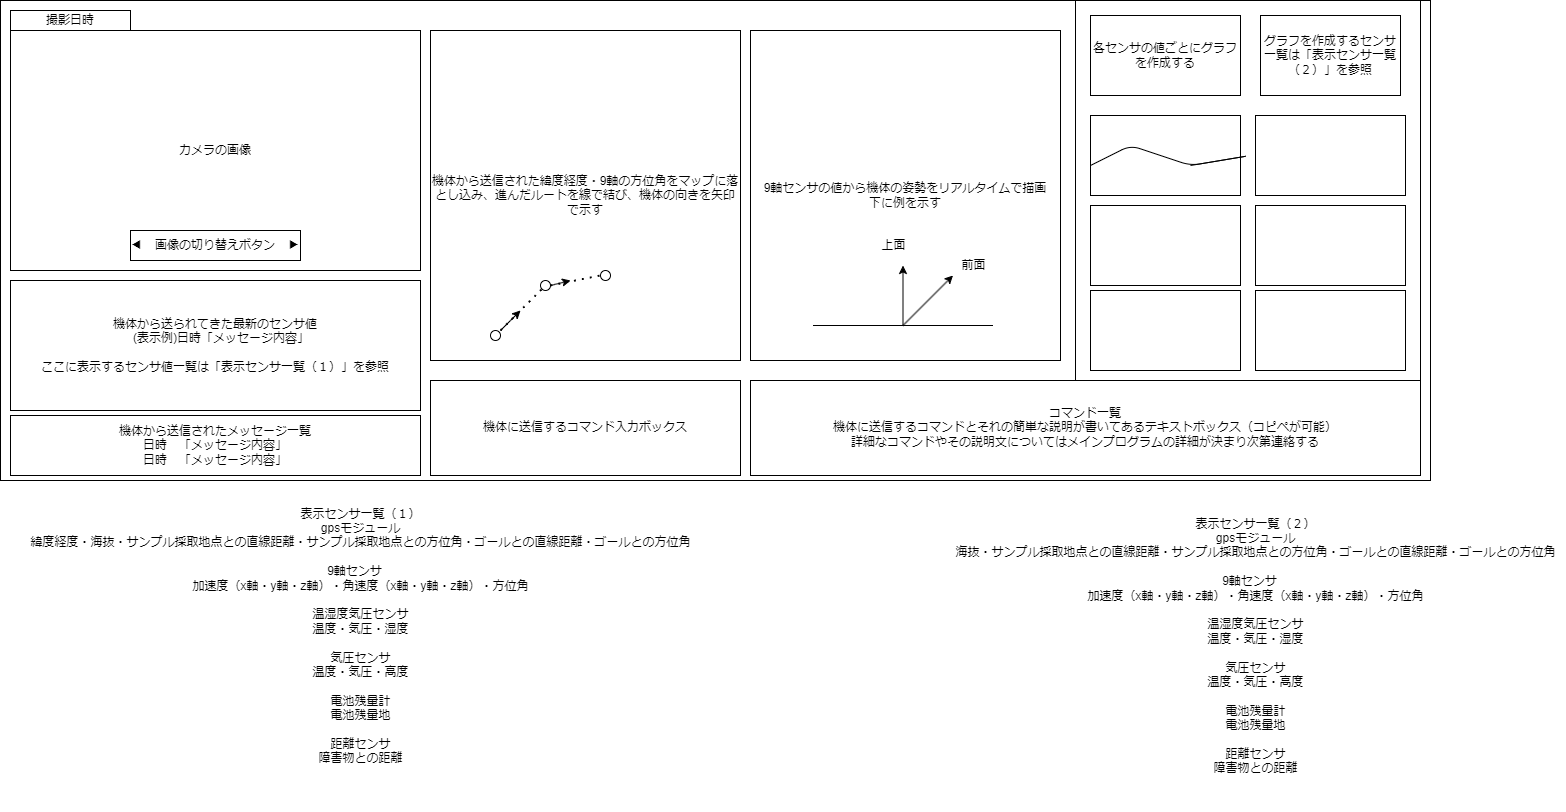 撮影日時
カメラの画像
◀ 画像の切り替えボタン ▶
機体から送られてきた最新のセンサ値
(表示例)日時「メッセージ内容」
ここに表示するセンサ値一覧は「表示センサ一覧（１）」を参照
機体から送信されたメッセージ一覧
日時　「メッセージ内容」
日時　「メッセージ内容」
機体から送信された緯度経度・9軸の方位角をマップに落
とし込み、進んだルートを線で結び、機体の向きを矢印
で示す
機体に送信するコマンド入力ボックス
9軸センサの値から機体の姿勢をリアルタイムで描画
下に例を示す
上面
前面
各センサの値ごとにグラフ
を作成する
グラフを作成するセンサ
一覧は「表示センサ一覧
（２）」を参照
コマンド一覧
機体に送信するコマンドとそれの簡単な説明が書いてあるテキストボックス（コピペが可能）
詳細なコマンドやその説明文についてはメインプログラムの詳細が決まり次第連絡する
表示センサ一覧（１）
gpsモジュール
緯度経度・海抜・サンプル採取地点との直線距離・サンプル採取地点との方位角・ゴールとの直線距離・ゴールとの方位角
9軸センサ
加速度（x軸・y軸・z軸）・角速度（x軸・y軸・z軸）・方位角
温湿度気圧センサ
温度・気圧・湿度
気圧センサ
温度・気圧・高度
電池残量計
電池残量地
距離センサ
障害物との距離
表示センサ一覧（２）
gpsモジュール
海抜・サンプル採取地点との直線距離・サンプル採取地点との方位角・ゴールとの直線距離・ゴールとの方位角
9軸センサ
加速度（x軸・y軸・z軸）・角速度（x軸・y軸・z軸）・方位角
温湿度気圧センサ
温度・気圧・湿度
気圧センサ
温度・気圧・高度
電池残量計
電池残量地
距離センサ
障害物との距離